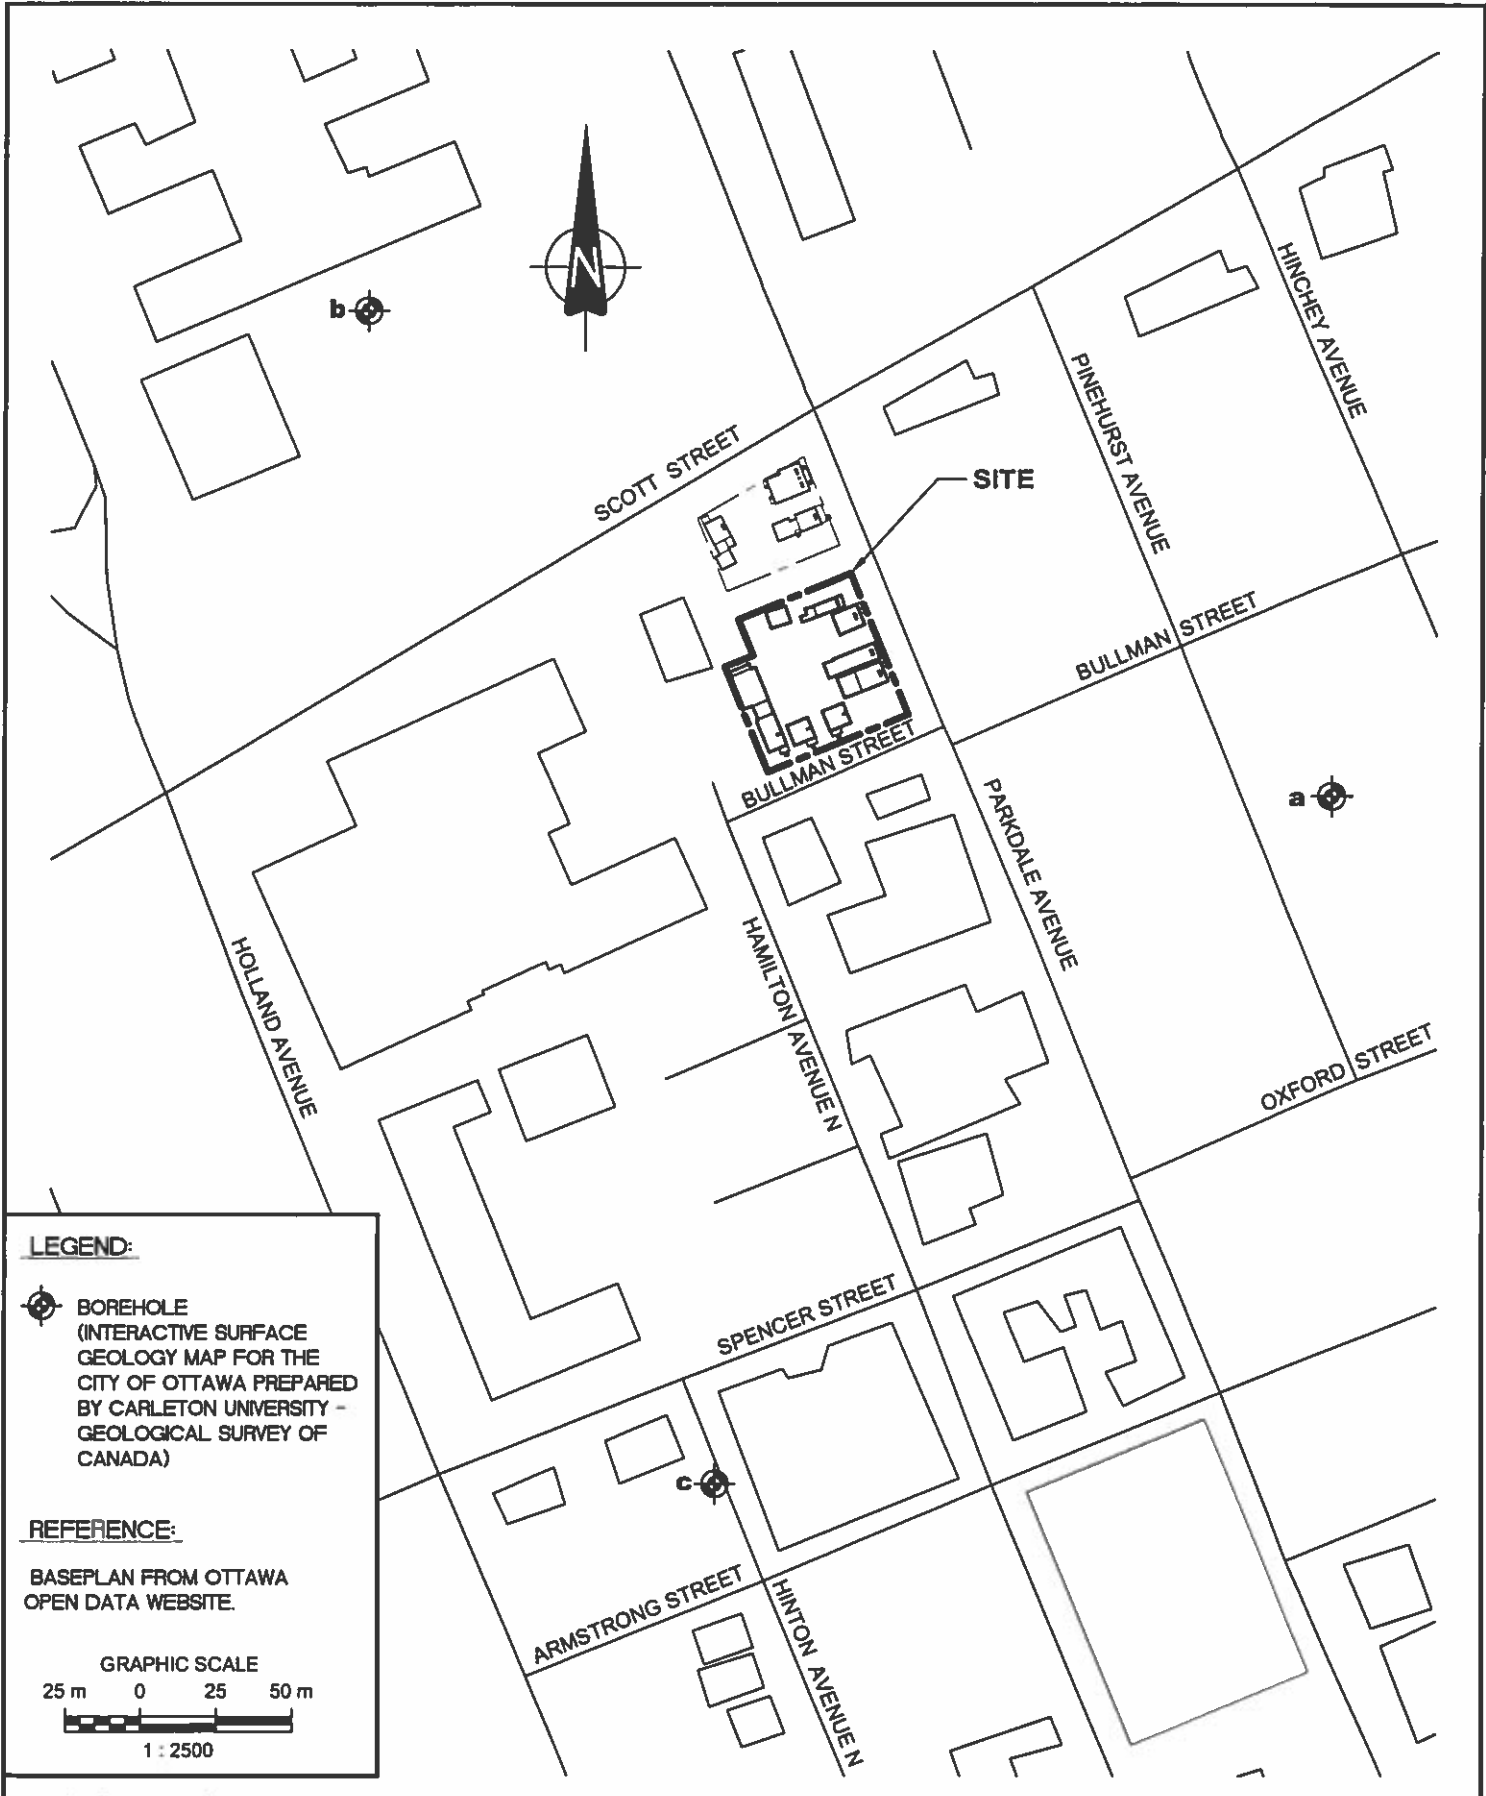 N
b
HINCHEY AVENUE
PINEHURST AVENUE
SCOTT STREET
SITE
BULLMAN STREET
BULLMAN STREET
a
PARKDALE AVENUE
HAMILTON AVENUE N
HOLLAND AVENUE
OXFORD STREET
SPENCER STREET
c
ARMSTRONG STREET
HINTON AVENUE N
LEGEND:
BOREHOLE
(INTERACTIVE SURFACE
GEOLOGY MAP FOR THE
CITY OF OTTAWA PREPARED
BY CARLETON UNIVERSITY -
GEOLOGICAL SURVEY OF
CANADA)
REFERENCE:
BASEPLAN FROM OTTAWA
OPEN DATA WEBSITE.
GRAPHIC SCALE
25 m 0 25 50 m
1 : 2500